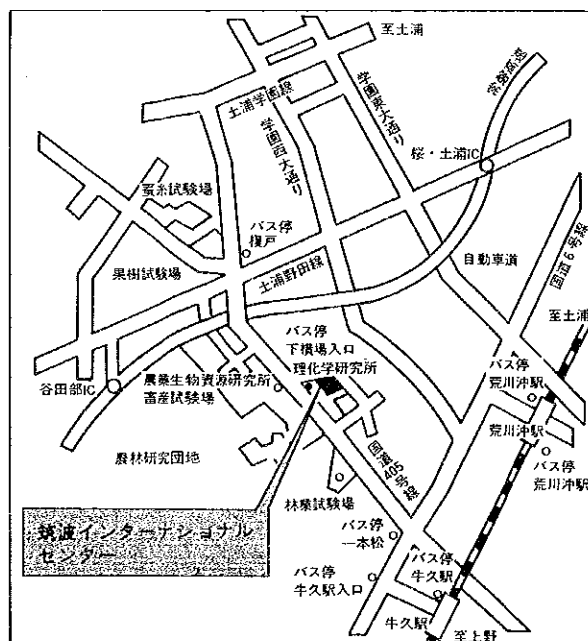 至土浦
常磐高速
土浦学園線
学園東大通り
学園西大通り
桜・土浦IC
蚕糸試験場
バス停
榎戸
国道6号線
果樹試験場
土浦野田線
自動車道
至土浦
バス停
下横場入口
理化学研究所
バス停
荒川沖駅
谷田部IC
農業生物資源研究所
畜産試験場
荒川沖駅
農林研究団地
国道405号線
バス停
荒川沖駅
林業試験場
筑波インターナショナル
センター
バス停
一本松
バス停
牛久駅入口
バス停
牛久駅
牛久駅
至上野